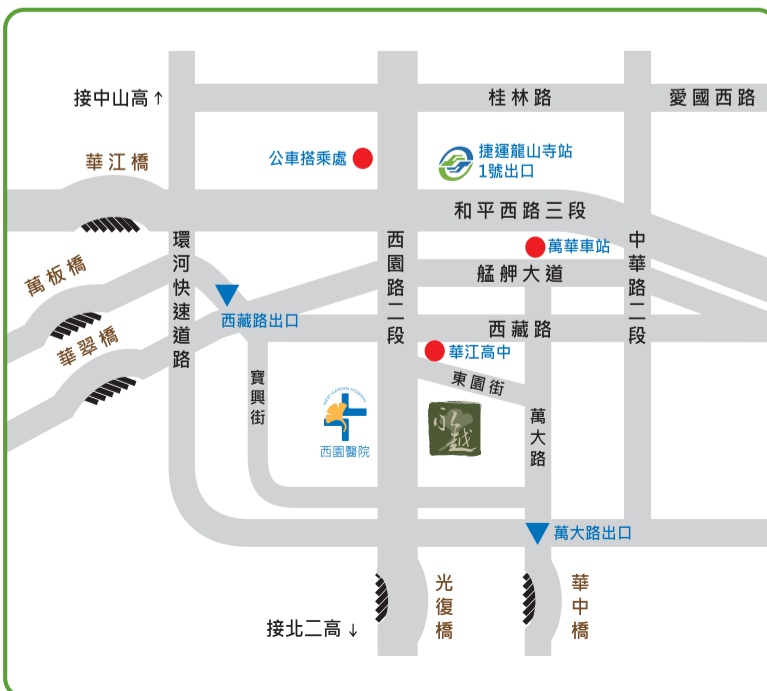 接中山高↑
桂林路
愛國西路
公車搭乘處
捷運龍山寺站
1號出口
華江橋
和平西路三段
環河快速道路
西園路二段
中華路二段
萬華車站
艋舺大道
萬板橋
西藏路出口
西藏路
華翠橋
華江高中
東園街
寶興街
WEST GARDEN HOSPITAL
西園醫院
永越
萬大路
萬大路出口
光復橋
華中橋
接北二高↓